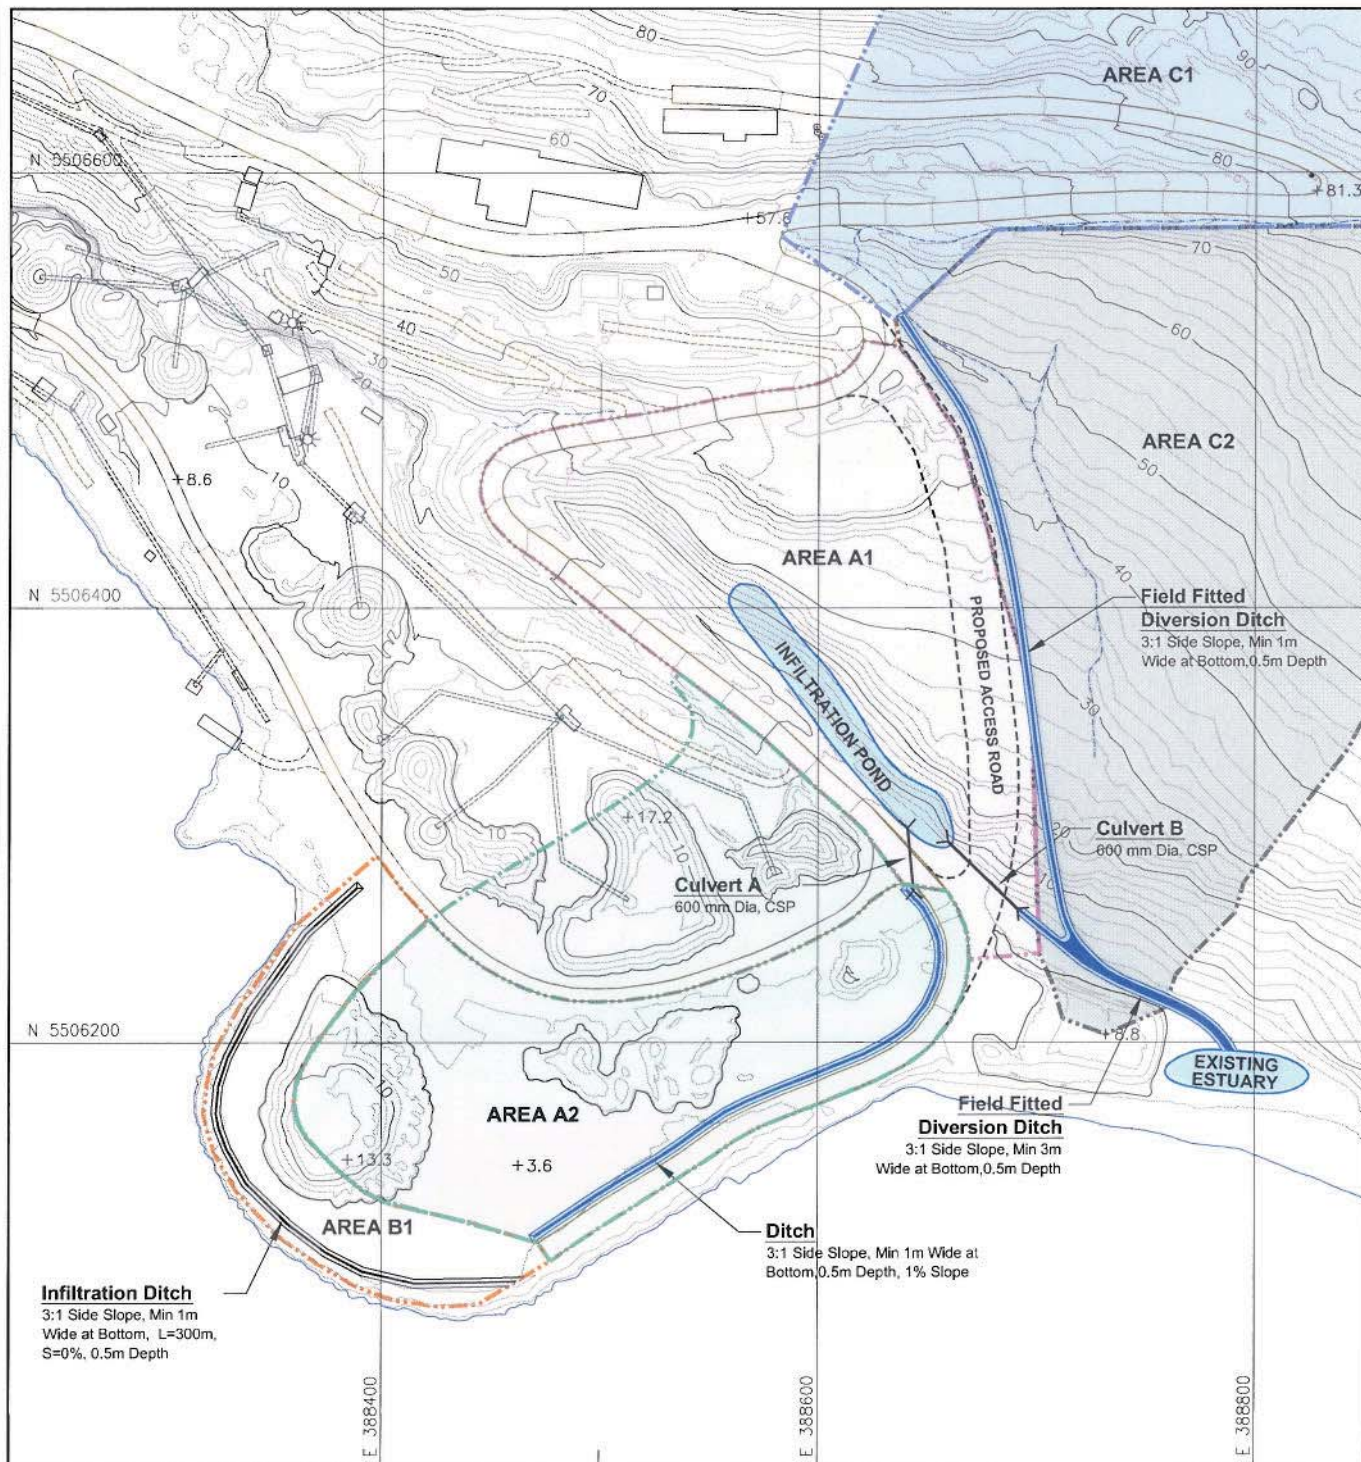 80
90
AREA C1
70
60
80
N 5506600
+81.3
+57.8
70
50
60
40
30
20
AREA C2
50
10
+8.6
AREA A1
40
N 5506400
Field Fitted
Diversion Ditch
3:1 Side Slope, Min 1m
Wide at Bottom,0.5m Depth
PROPOSED ACCESS ROAD
INFILTRATION POND
30
+17.2
20
10
10
Culvert B
600 mm Dia, CSP
Culvert A
600 mm Dia, CSP
N 5506200
+8.8
EXISTING
ESTUARY
10
AREA A2
Field Fitted
Diversion Ditch
3:1 Side Slope, Min 3m
Wide at Bottom,0.5m Depth
+13.3
+3.6
AREA B1
Ditch
3:1 Side Slope, Min 1m Wide at
Bottom,0.5m Depth, 1% Slope
Infiltration Ditch
3:1 Side Slope, Min 1m
Wide at Bottom, L=300m,
S=0%, 0.5m Depth
E 388400
E 388600
E 388800